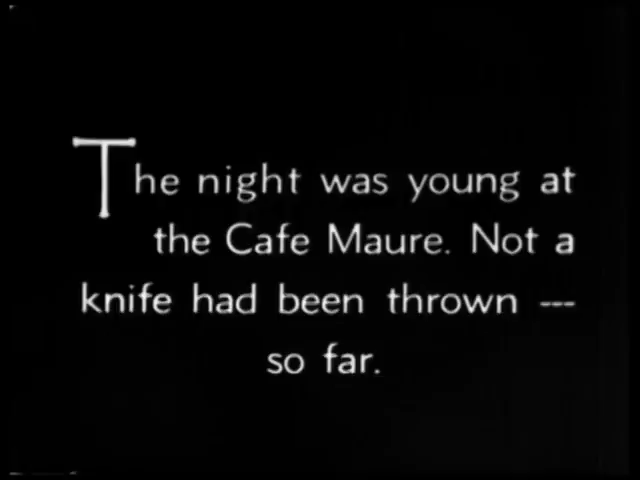 The night was young at
the Cafe Maure. Not a
knife had been thrown ---
so far.